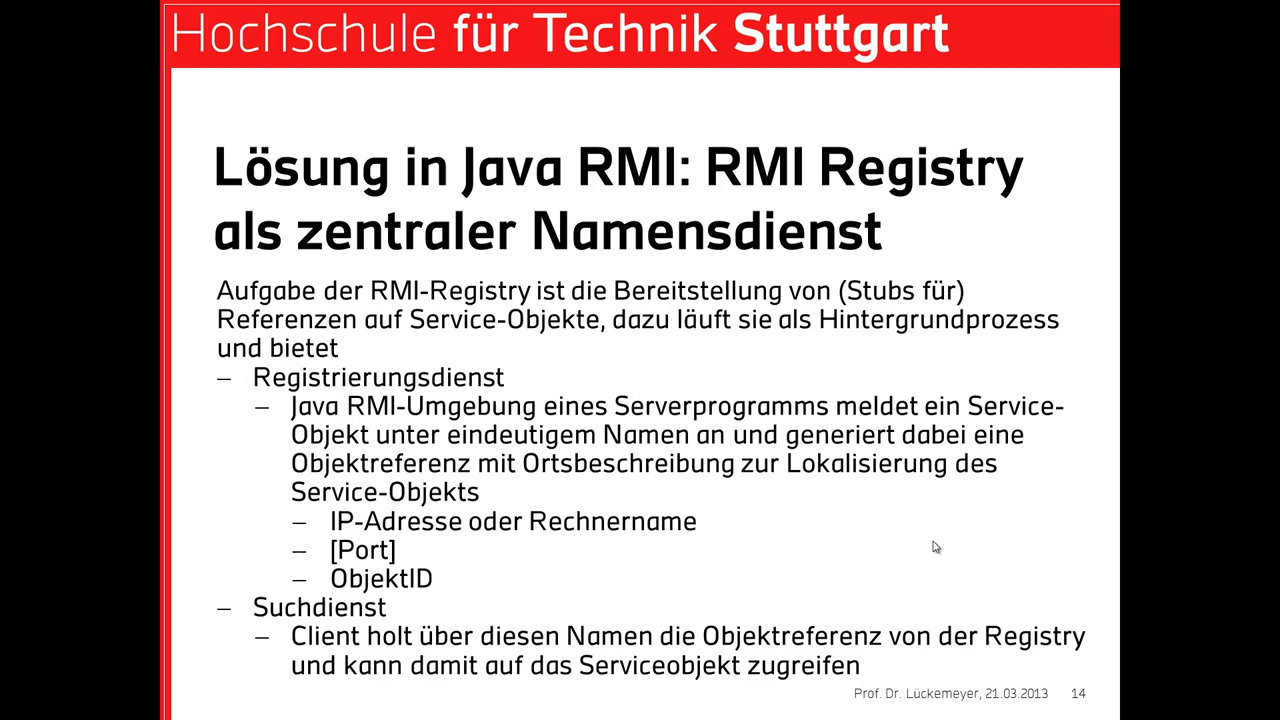 Hochschule für Technik Stuttgart
Lösung in Java RMI: RMI Registry
als zentraler Namensdienst
Aufgabe der RMI-Registry ist die Bereitstellung von (Stubs für)
Referenzen auf Service-Objekte, dazu läuft sie als Hintergrundprozess
und bietet
– Registrierungsdienst
– Java RMI-Umgebung eines Serverprogramms meldet ein Service-
Objekt unter eindeutigem Namen an und generiert dabei eine
Objektreferenz mit Ortsbeschreibung zur Lokalisierung des
Service-Objekts
– IP-Adresse oder Rechnername
– [Port]
– ObjektID
– Suchdienst
– Client holt über diesen Namen die Objektreferenz von der Registry
und kann damit auf das Serviceobjekt zugreifen
Prof. Dr. Lückemeyer, 21.03.2013 14